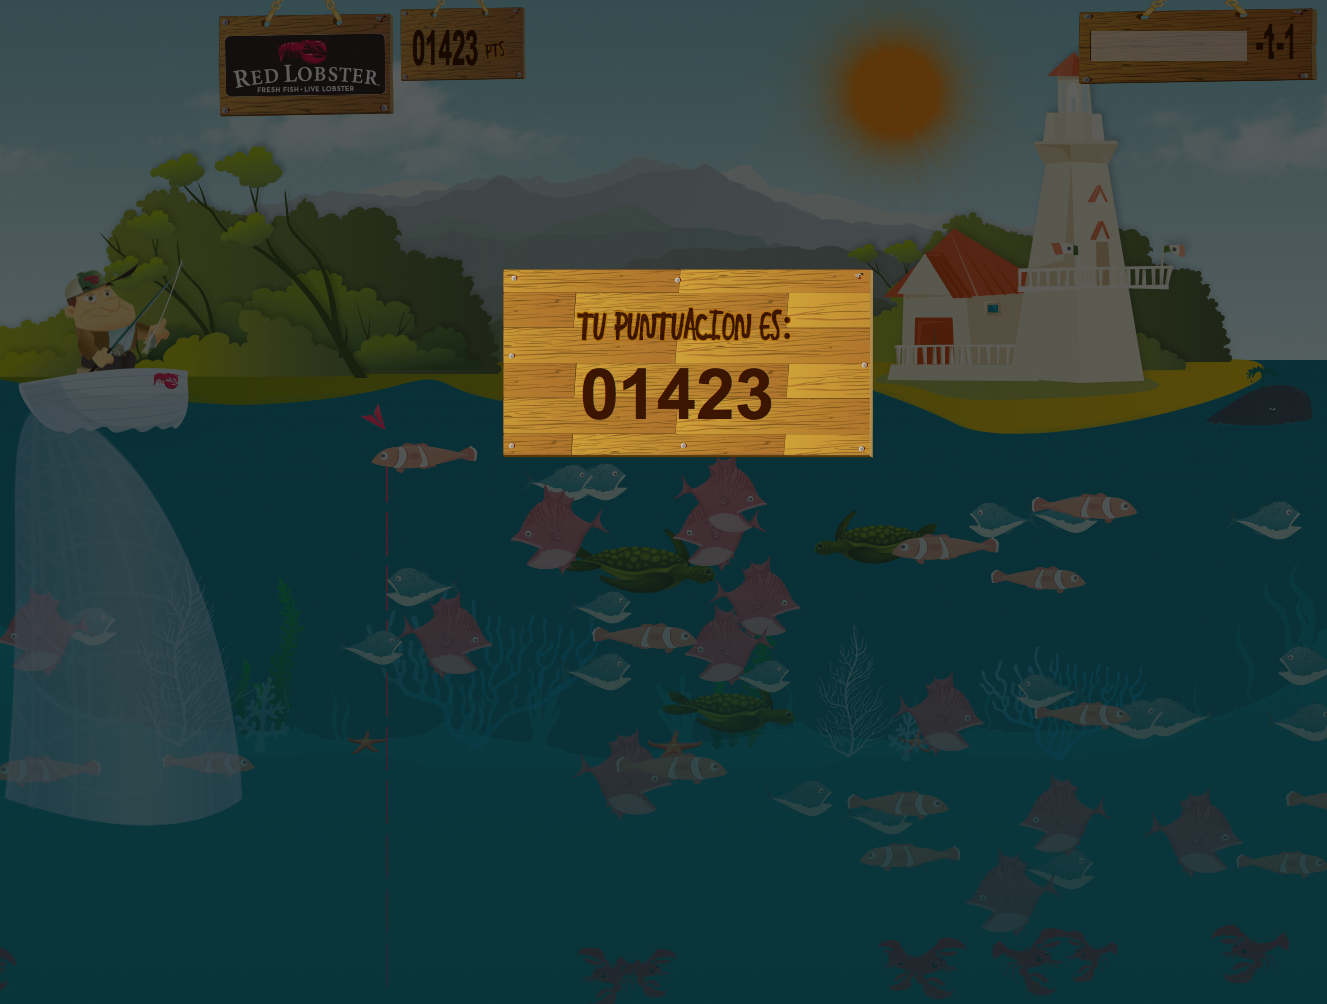 RED LOBSTER
FRESH FISH • LIVE LOBSTER
01423 PTS
-1-1
TU PUNTUACION ES:
01423